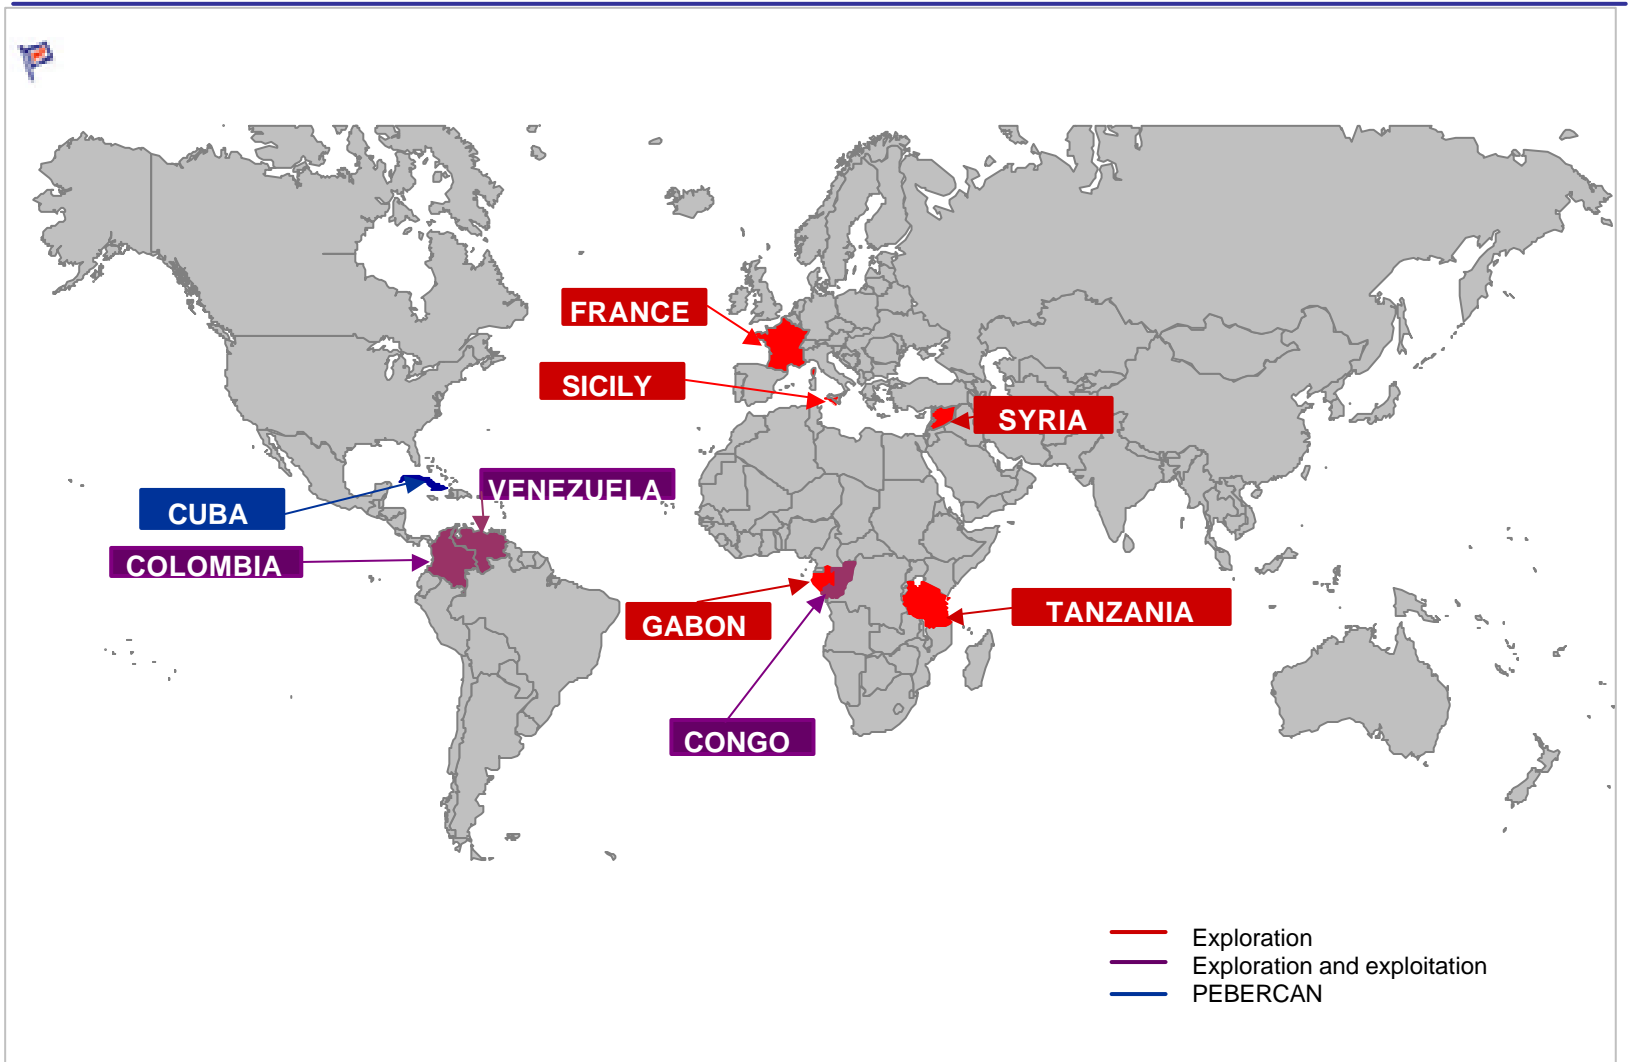 FRANCE
SICILY
SYRIA
VENEZUELA
CUBA
COLOMBIA
GABON
TANZANIA
CONGO
Exploration
Exploration and exploitation
PEBERCAN